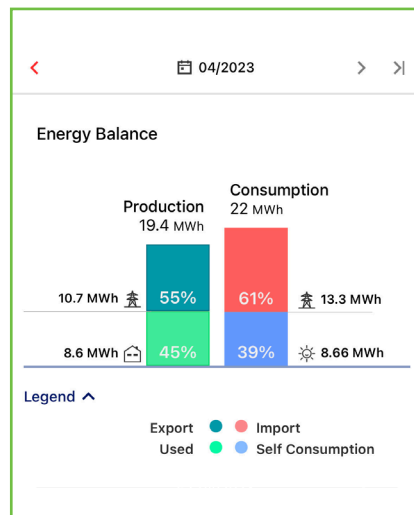 04/2023
Energy Balance
Production
19.4 MWh
Consumption
22 MWh
10.7 MWh 55% 61% 13.3 MWh
8.6 MWh 45% 39% 8.66 MWh
Legend
Export Import
Used Self Consumption